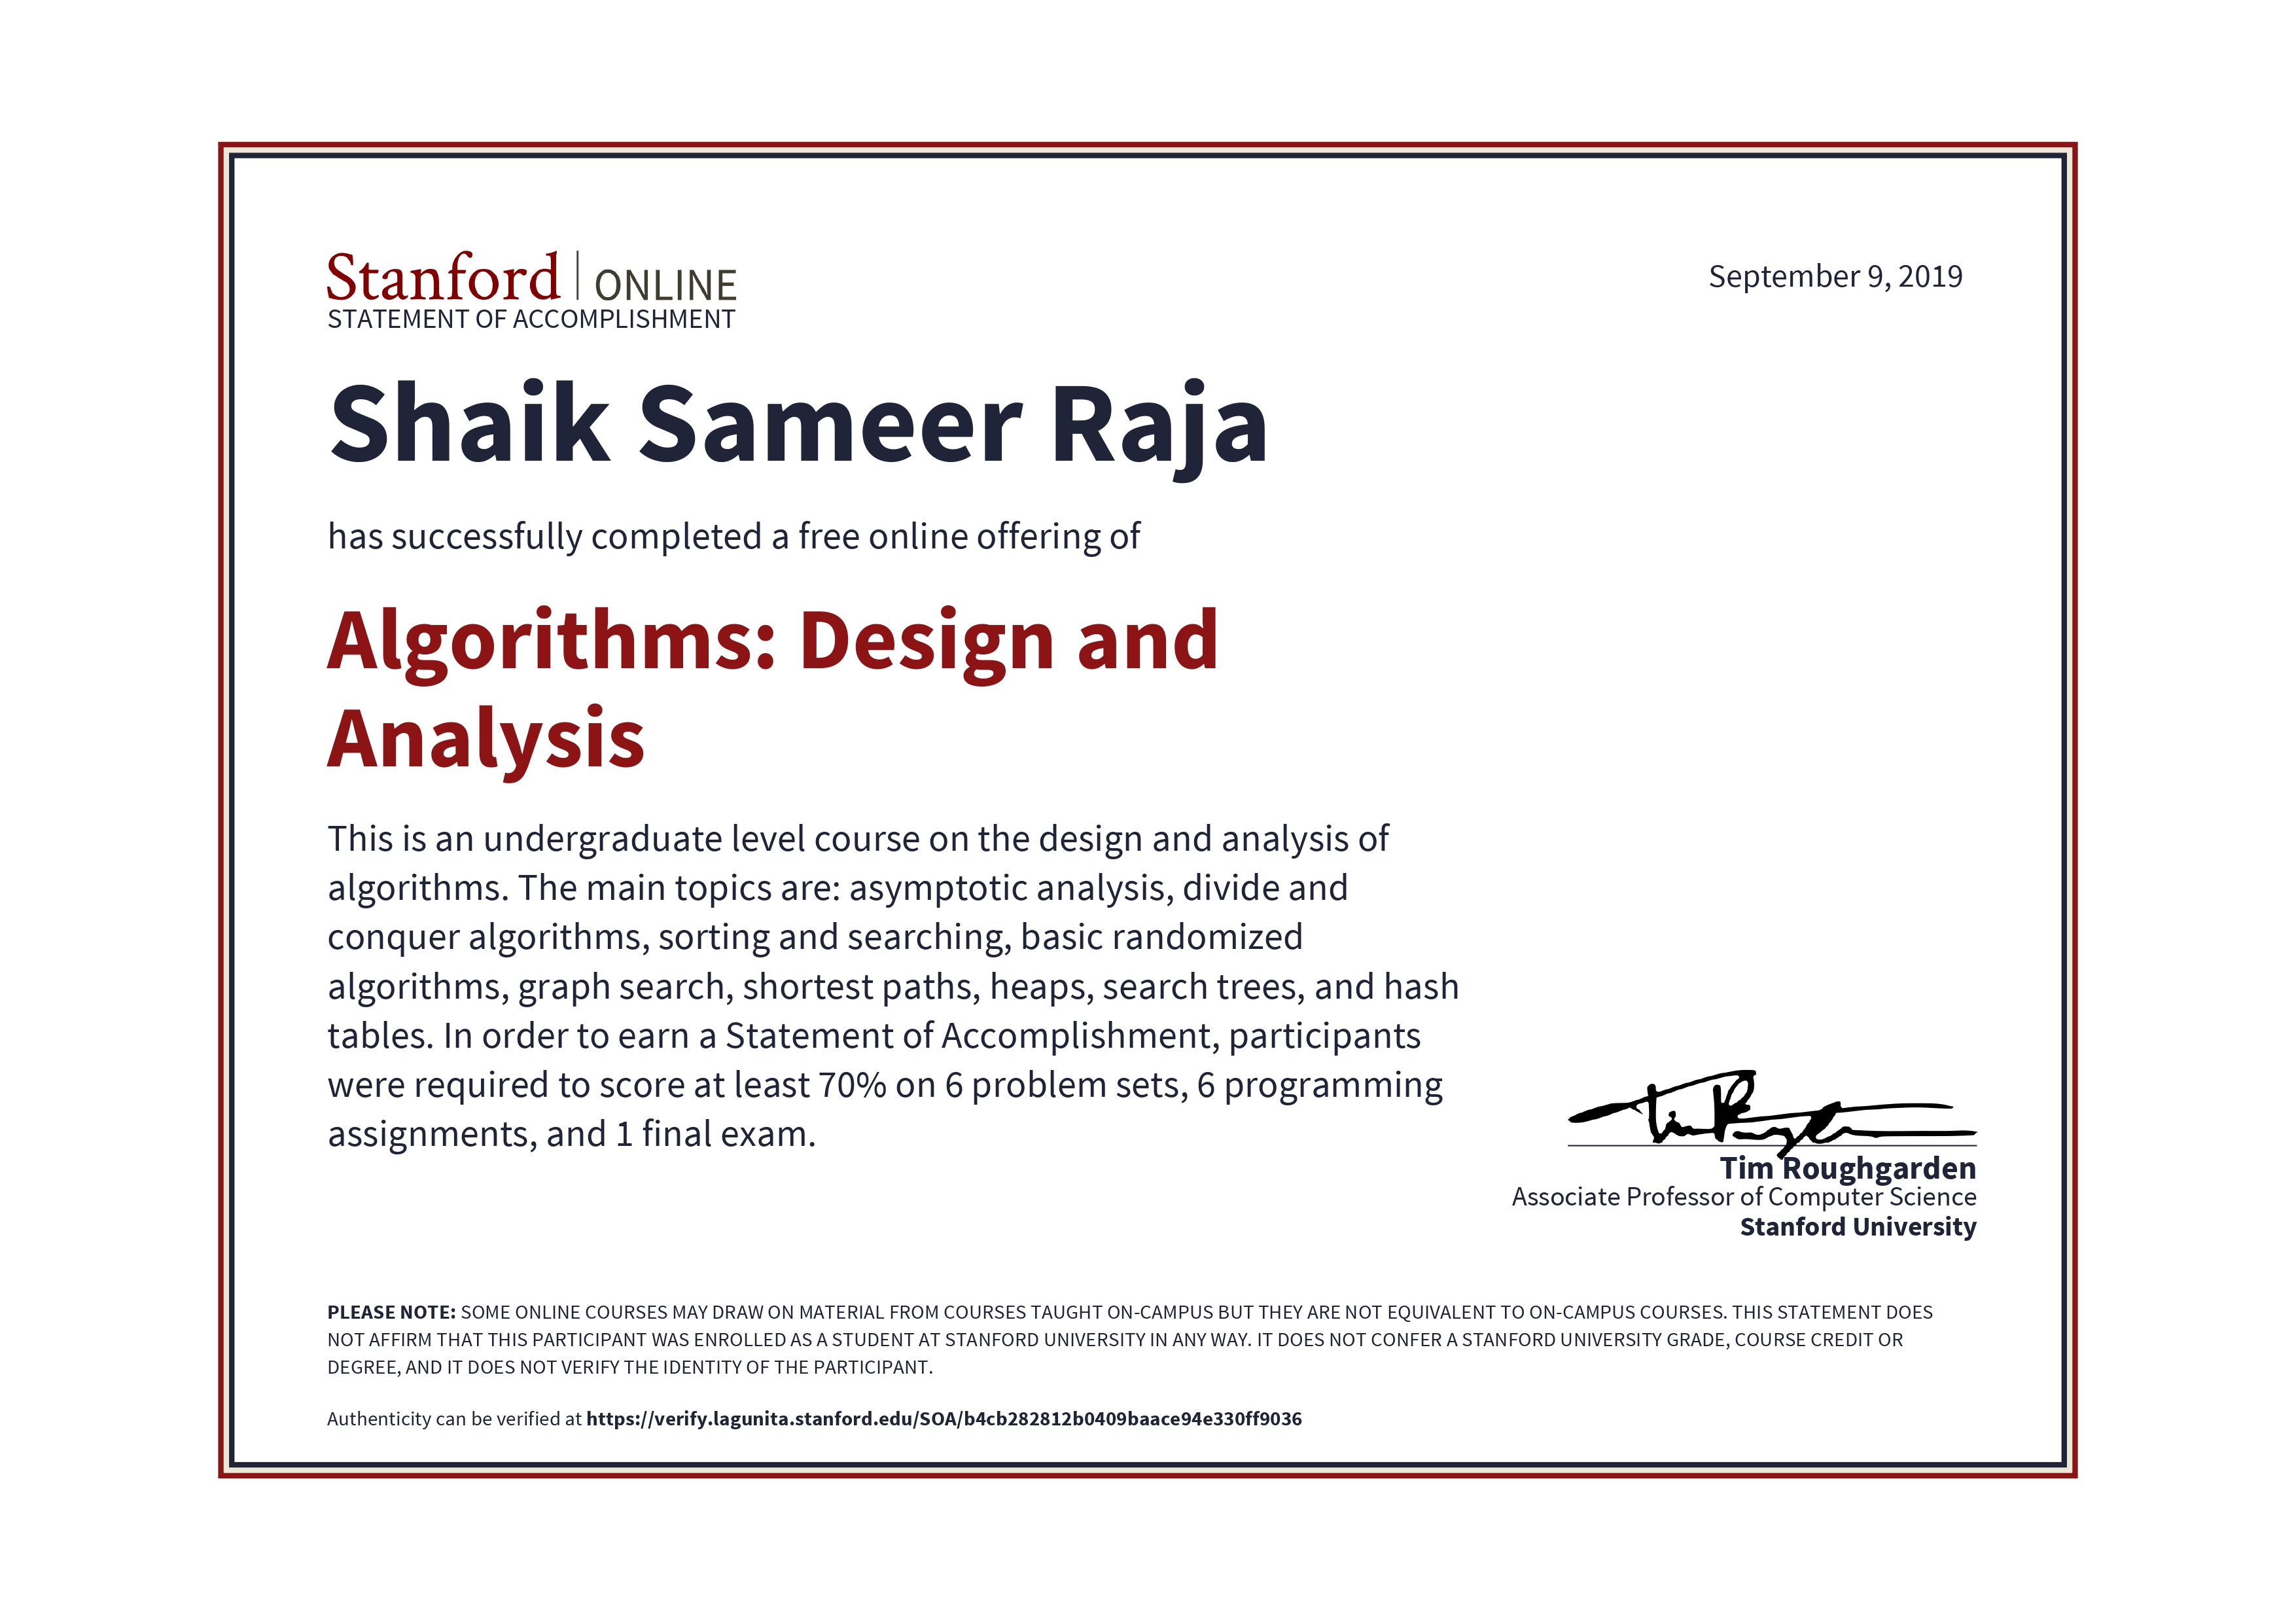 Stanford | ONLINE
September 9, 2019
STATEMENT OF ACCOMPLISHMENT
Shaik Sameer Raja
has successfully completed a free online offering of
Algorithms: Design and
Analysis
This is an undergraduate level course on the design and analysis of
algorithms. The main topics are: asymptotic analysis, divide and
conquer algorithms, sorting and searching, basic randomized
algorithms, graph search, shortest paths, heaps, search trees, and hash
tables. In order to earn a Statement of Accomplishment, participants
were required to score at least 70% on 6 problem sets, 6 programming
assignments, and 1 final exam.
Tim Roughgarden
Associate Professor of Computer Science
Stanford University
PLEASE NOTE: SOME ONLINE COURSES MAY DRAW ON MATERIAL FROM COURSES TAUGHT ON-CAMPUS BUT THEY ARE NOT EQUIVALENT TO ON-CAMPUS COURSES. THIS STATEMENT DOES
NOT AFFIRM THAT THIS PARTICIPANT WAS ENROLLED AS A STUDENT AT STANFORD UNIVERSITY IN ANY WAY. IT DOES NOT CONFER A STANFORD UNIVERSITY GRADE, COURSE CREDIT OR
DEGREE, AND IT DOES NOT VERIFY THE IDENTITY OF THE PARTICIPANT.
Authenticity can be verified at https://verify.lagunita.stanford.edu/SOA/b4cb282812b0409baace94e330ff9036